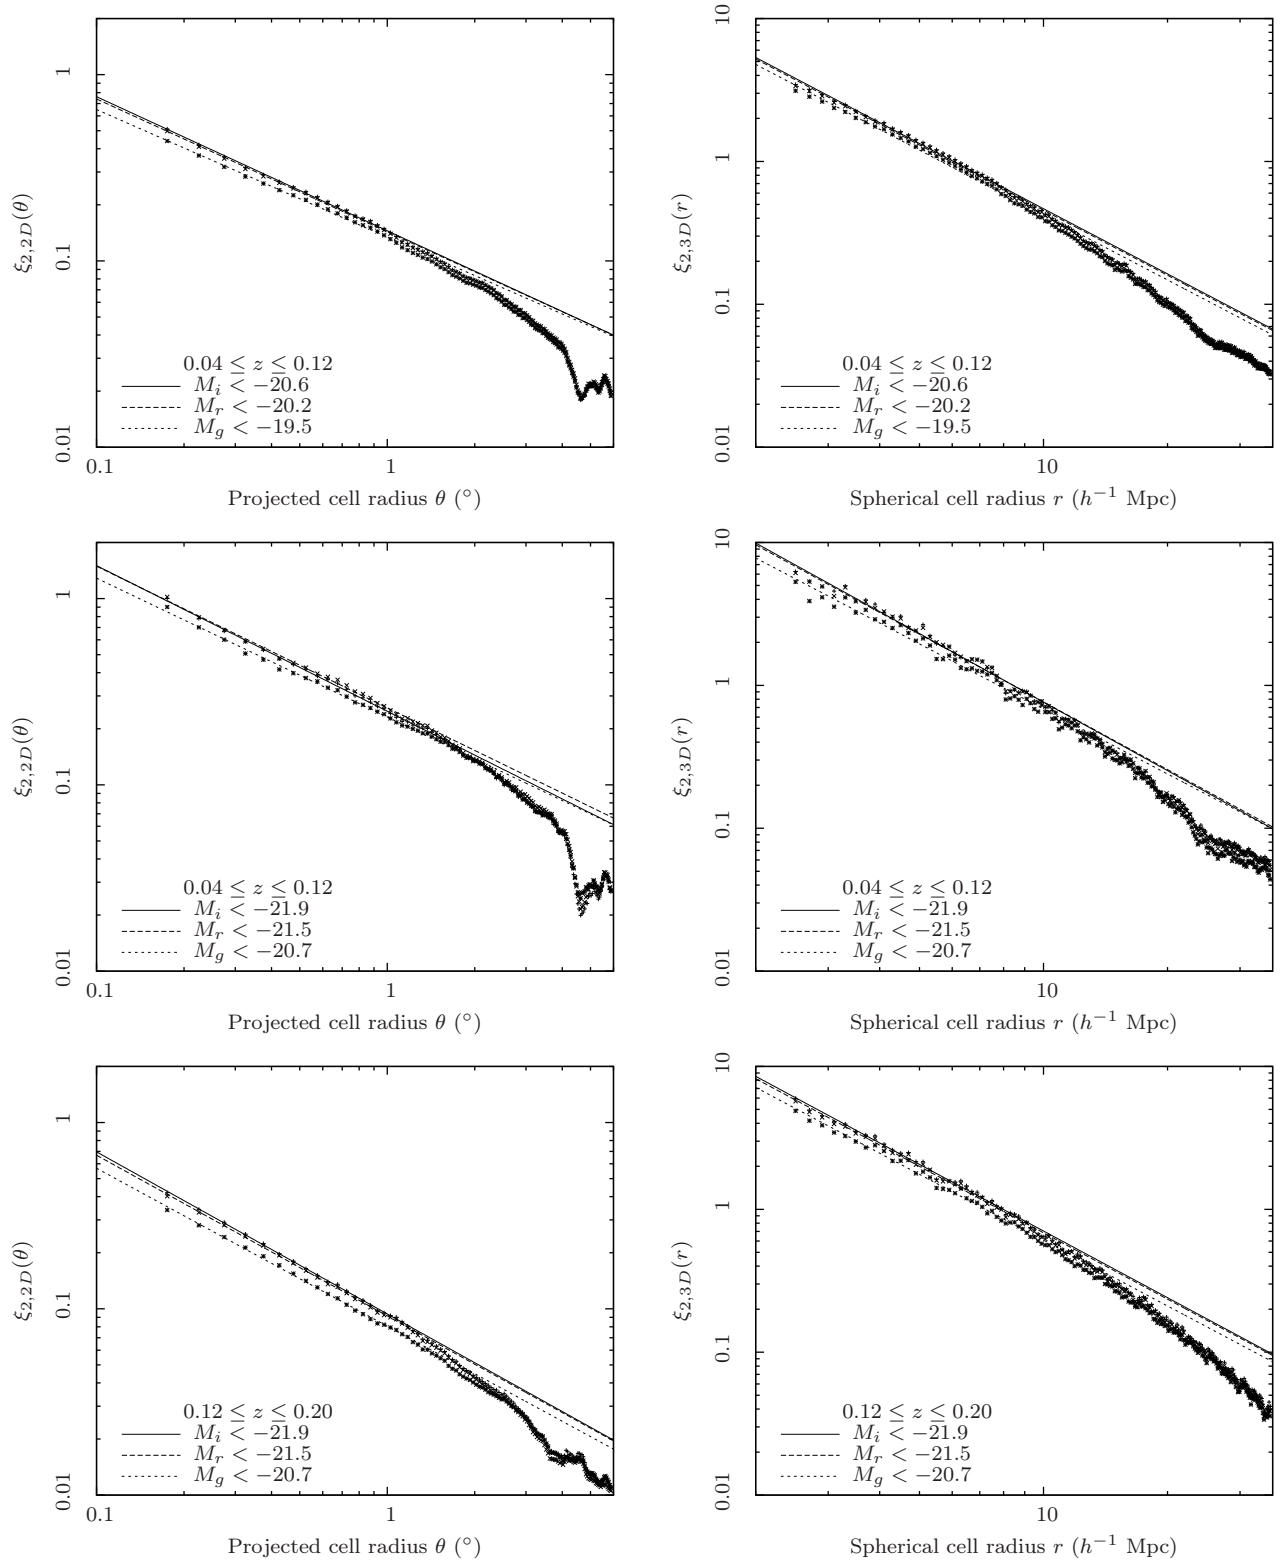 1
0.1
0.01
ξ2,2D(θ)
0.04 ≤ z ≤ 0.12
Mi < −20.6
Mr < −20.2
Mg < −19.5
0.1 1
Projected cell radius θ (°)
10
1
0.1
0.01
ξ2,3D(r)
0.04 ≤ z ≤ 0.12
Mi < −20.6
Mr < −20.2
Mg < −19.5
10
Spherical cell radius r (h−1 Mpc)
1
0.1
0.01
ξ2,2D(θ)
0.04 ≤ z ≤ 0.12
Mi < −21.9
Mr < −21.5
Mg < −20.7
0.1 1
Projected cell radius θ (°)
10
1
0.1
0.01
ξ2,3D(r)
0.04 ≤ z ≤ 0.12
Mi < −21.9
Mr < −21.5
Mg < −20.7
10
Spherical cell radius r (h−1 Mpc)
1
0.1
0.01
ξ2,2D(θ)
0.12 ≤ z ≤ 0.20
Mi < −21.9
Mr < −21.5
Mg < −20.7
0.1 1
Projected cell radius θ (°)
10
1
0.1
0.01
ξ2,3D(r)
0.12 ≤ z ≤ 0.20
Mi < −21.9
Mr < −21.5
Mg < −20.7
10
Spherical cell radius r (h−1 Mpc)